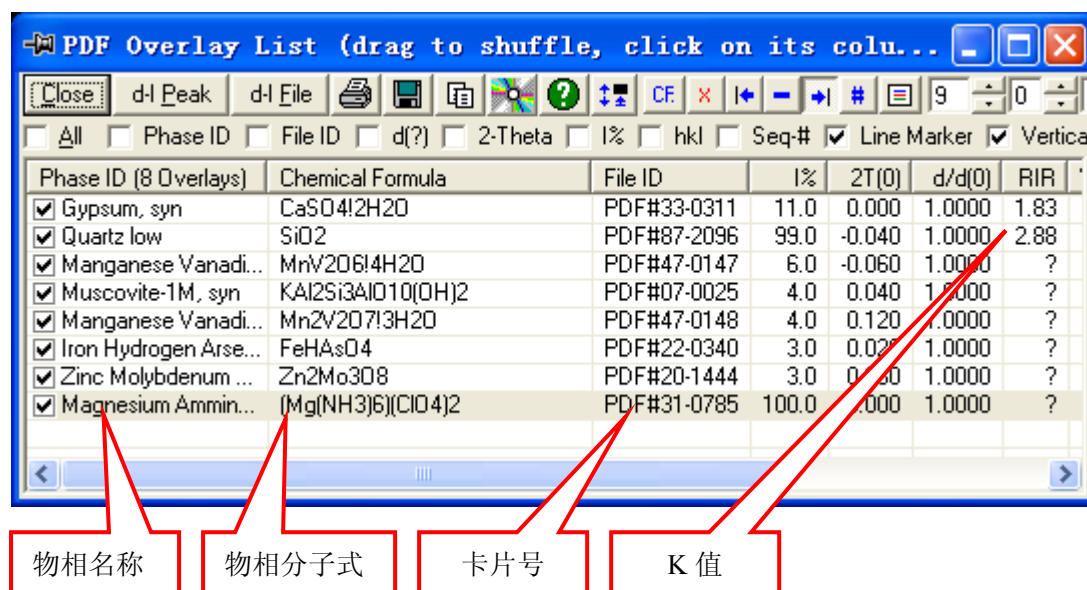 PDF Overlay List (drag to shuffle, click on its colu...
Close d-I Peak d-I File CF. # 9 0
All Phase ID File ID d(?) 2-Theta I% hkl Seq-# Line Marker Vertica
Phase ID (8 Overlays) Chemical Formula File ID I% 2T(0) d/d(0) RIR
Gypsum, syn CaSO4!2H2O PDF#33-0311 11.0 0.000 1.0000 1.83
Quartz low SiO2 PDF#87-2096 99.0 -0.040 1.0000 2.88
Manganese Vanadi... MnV2O6!4H2O PDF#47-0147 6.0 -0.060 1.0000 ?
Muscovite-1M, syn KAl2Si3AlO10(OH)2 PDF#07-0025 4.0 0.040 1.0000 ?
Manganese Vanadi... Mn2V2O7!3H2O PDF#47-0148 4.0 0.120 1.0000 ?
Iron Hydrogen Arse... FeHAsO4 PDF#22-0340 3.0 1.0000 ?
Zinc Molybdenum ... Zn2Mo3O8 PDF#20-1444 3.0 1.0000 ?
Magnesium Ammin... (Mg(NH3)6)(ClO4)2 PDF#31-0785 100.0 1.0000 ?
物相名称 物相分子式 卡片号 K 值